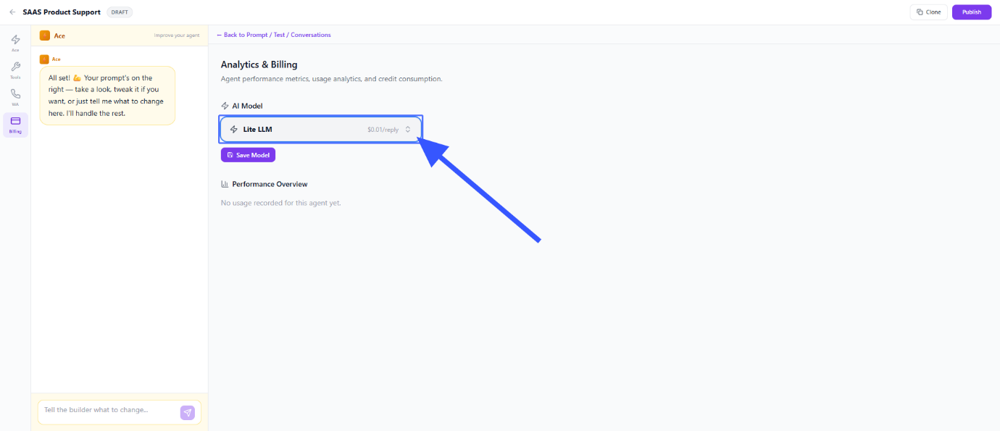 SAAS Product Support
DRAFT
Clone
Publish
Ace
Tools
WA
Billing
Ace
Improve your agent
Ace
All set! 💪 Your prompt's on the
right — take a look, tweak it if you
want, or just tell me what to change
here. I'll handle the rest.
Tell the builder what to change...
← Back to Prompt / Test / Conversations
Analytics & Billing
Agent performance metrics, usage analytics, and credit consumption.
AI Model
Lite LLM $0.01/reply
Save Model
Performance Overview
No usage recorded for this agent yet.